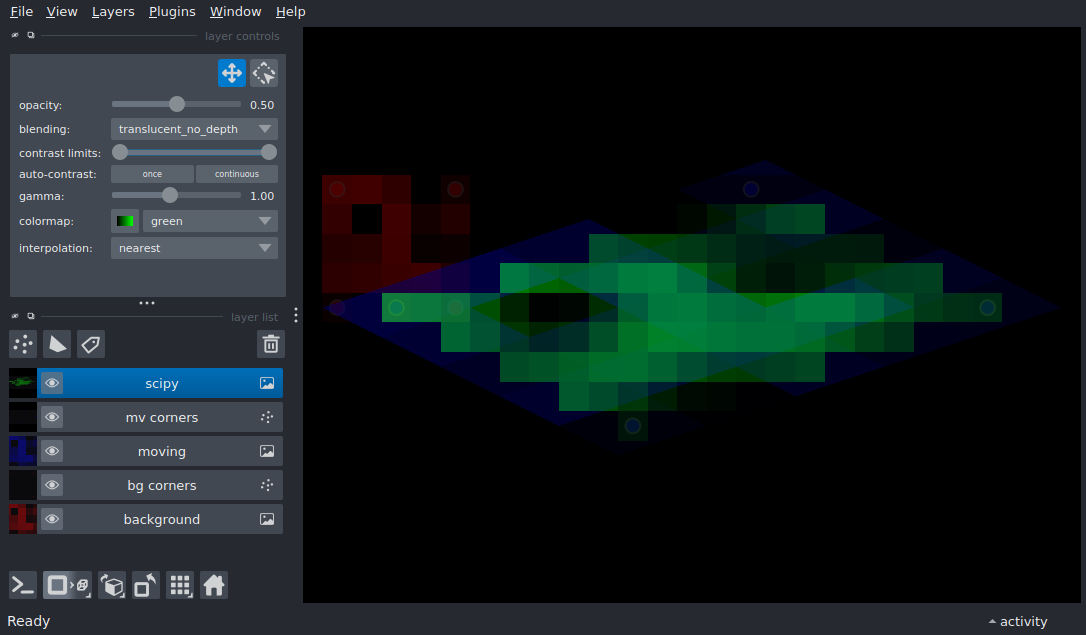 File View Layers Plugins Window Help
layer controls
opacity: 0.50
blending: translucent_no_depth
contrast limits:
auto-contrast: once continuous
gamma: 1.00
colormap: green
interpolation: nearest
layer list
scipy
mv corners
moving
bg corners
background
Ready
activity